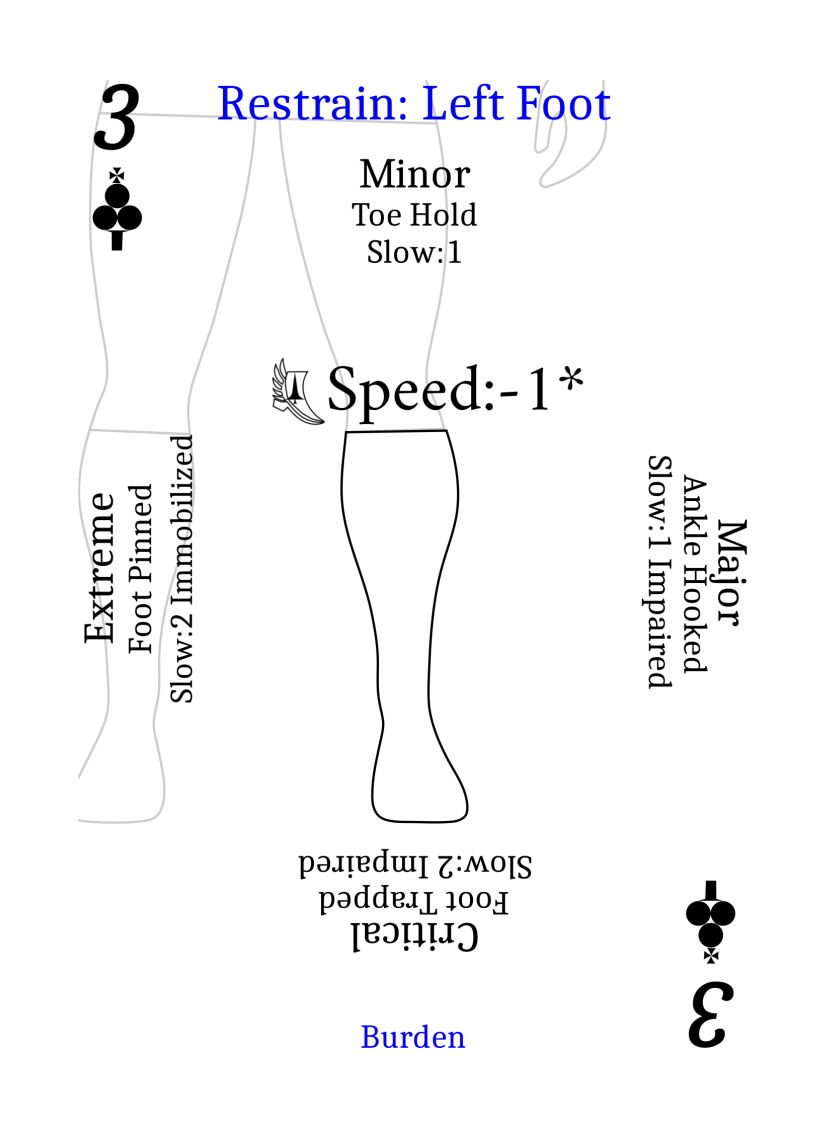 3
Restrain: Left Foot
Minor
Toe Hold
Slow:1
Speed:-1*
Extreme
Foot Pinned
Slow:2 Immobilized
Major
Ankle Hooked
Slow:1 Impaired
Critical
Foot Trapped
Slow:2 Impaired
Burden
3